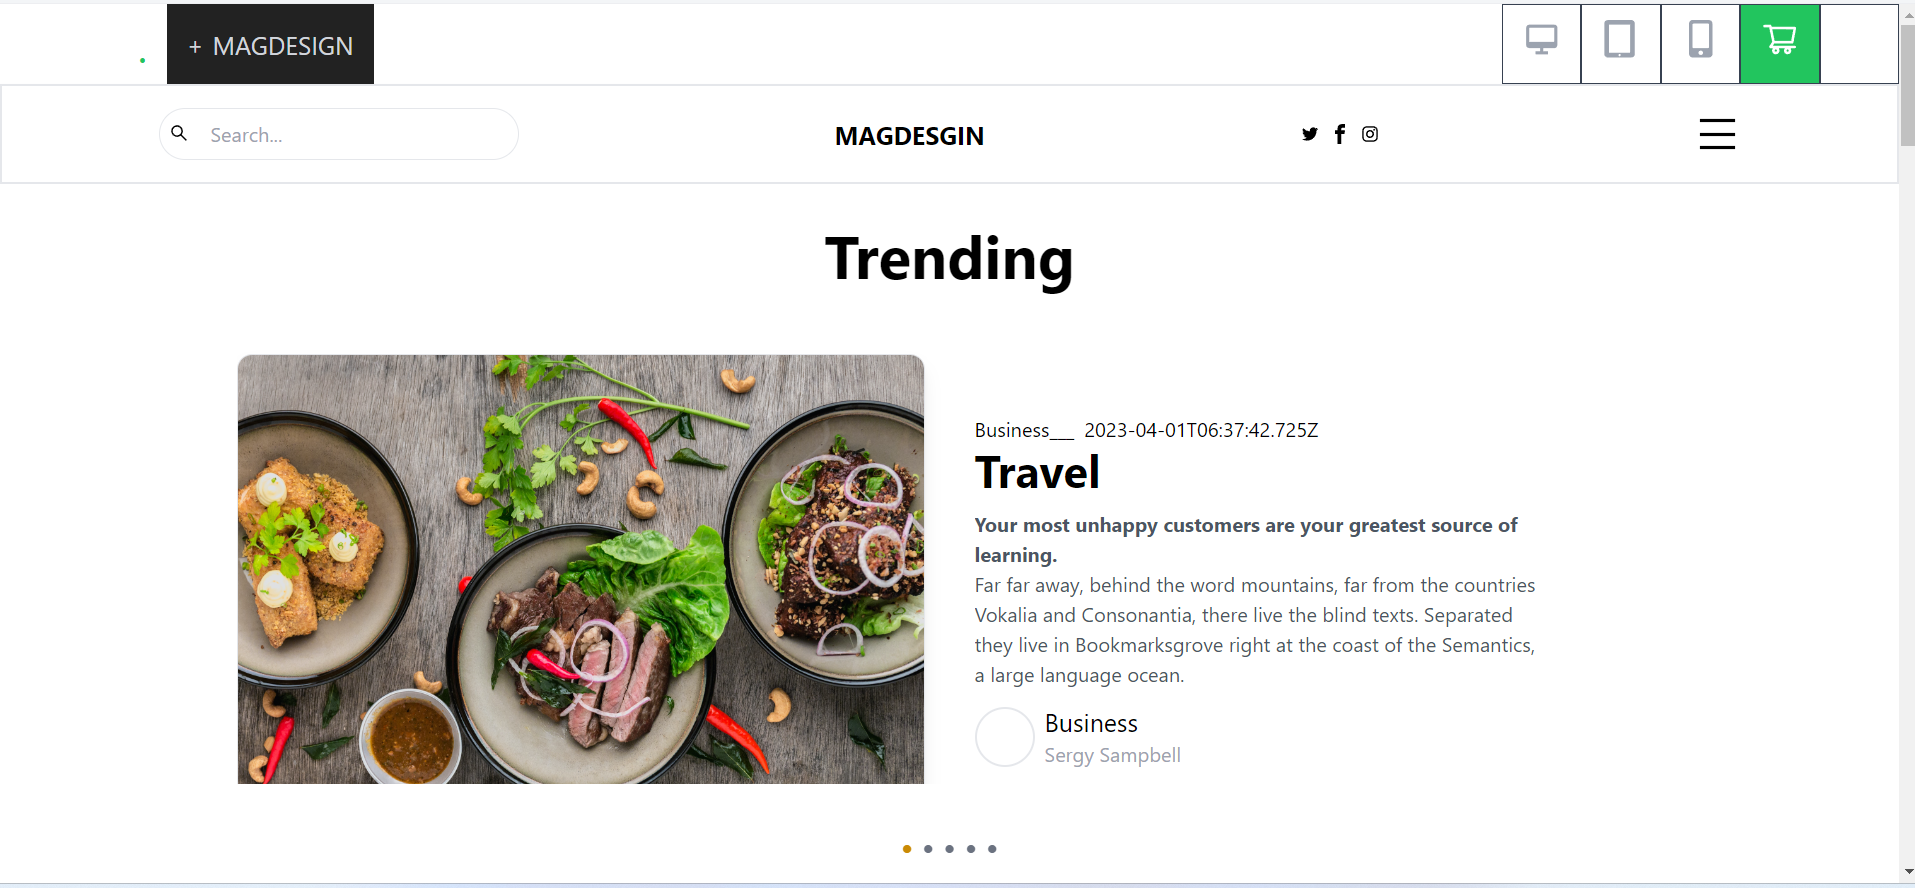 + MAGDESIGN
Search...
MAGDESGIN
Trending
Business___ 2023-04-01T06:37:42.725Z
Travel
Your most unhappy customers are your greatest source of
learning.
Far far away, behind the word mountains, far from the countries
Vokalia and Consonantia, there live the blind texts. Separated
they live in Bookmarksgrove right at the coast of the Semantics,
a large language ocean.
Business
Sergy Sampbell